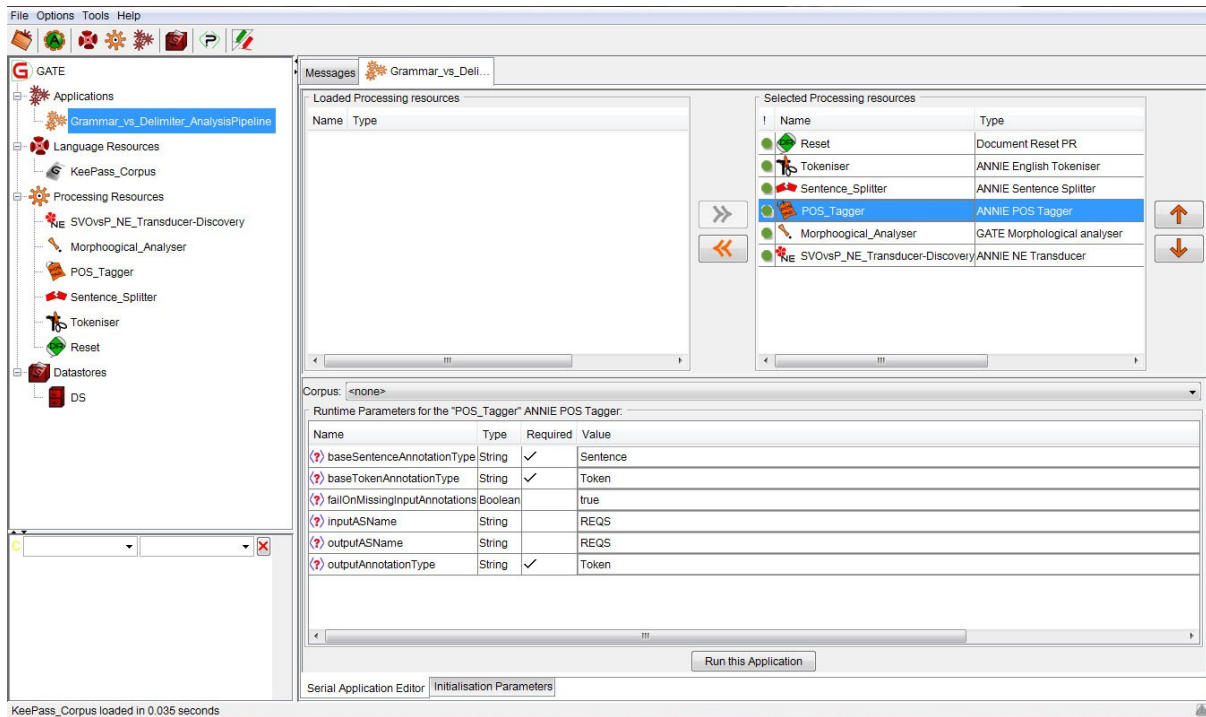 File Options Tools Help
GATE
Applications
Grammar_vs_Delimiter_AnalysisPipeline
Language Resources
KeePass_Corpus
Processing Resources
SVOvsP_NE_Transducer-Discovery
Morphoogical_Analyser
POS_Tagger
Sentence_Splitter
Tokeniser
Reset
Datastores
DS
Messages Grammar_vs_Deli...
Loaded Processing resources
Name Type
Selected Processing resources
! Name Type
Reset Document Reset PR
Tokeniser ANNIE English Tokeniser
Sentence_Splitter ANNIE Sentence Splitter
POS_Tagger ANNIE POS Tagger
Morphoogical_Analyser GATE Morphological analyser
SVOvsP_NE_Transducer-Discovery ANNIE NE Transducer
Corpus: <none>
Runtime Parameters for the "POS_Tagger" ANNIE POS Tagger:
Name Type Required Value
(?) baseSentenceAnnotationType String ✓ Sentence
(?) baseTokenAnnotationType String ✓ Token
(?) failOnMissingInputAnnotations Boolean true
(?) inputASName String REQS
(?) outputASName String REQS
(?) outputAnnotationType String ✓ Token
Run this Application
Serial Application Editor Initialisation Parameters
C
KeePass_Corpus loaded in 0.035 seconds